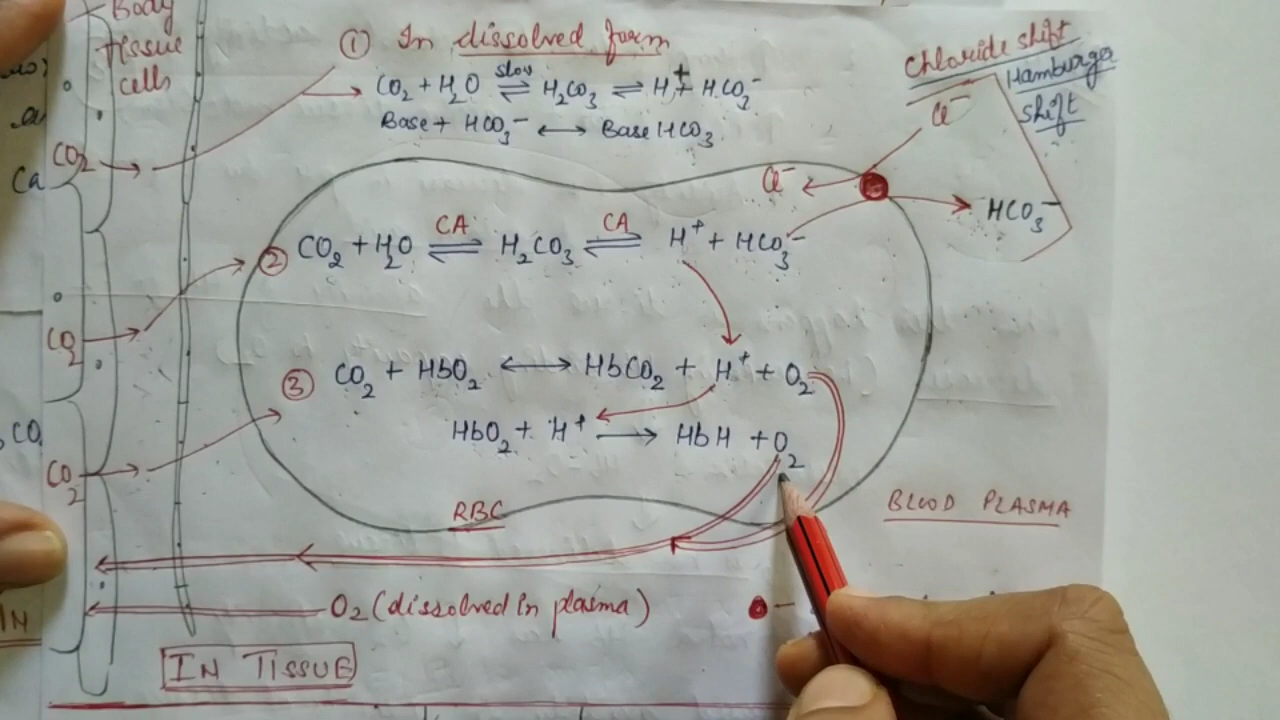 Body
tissue
cells
① In dissolved form
CO₂ + H₂O ⇌ slow H₂CO₃ ⇌ H⁺ + HCO₃⁻
Base + HCO₃⁻ ⟷ Base HCO₃
Chloride shift
Hamburger
shift
Cl⁻
Cl⁻
HCO₃⁻
CO₂
Ca
② CO₂ + H₂O ⇌ CA H₂CO₃ ⇌ CA H⁺ + HCO₃⁻
CO₂
③ CO₂ + HbO₂ ⟷ HbCO₂ + H⁺ + O₂
HbO₂ + H⁺ ⟶ HbH + O₂
CO₂
RBC
BLOOD PLASMA
O₂ (dissolved in plasma)
IN
IN TISSUE